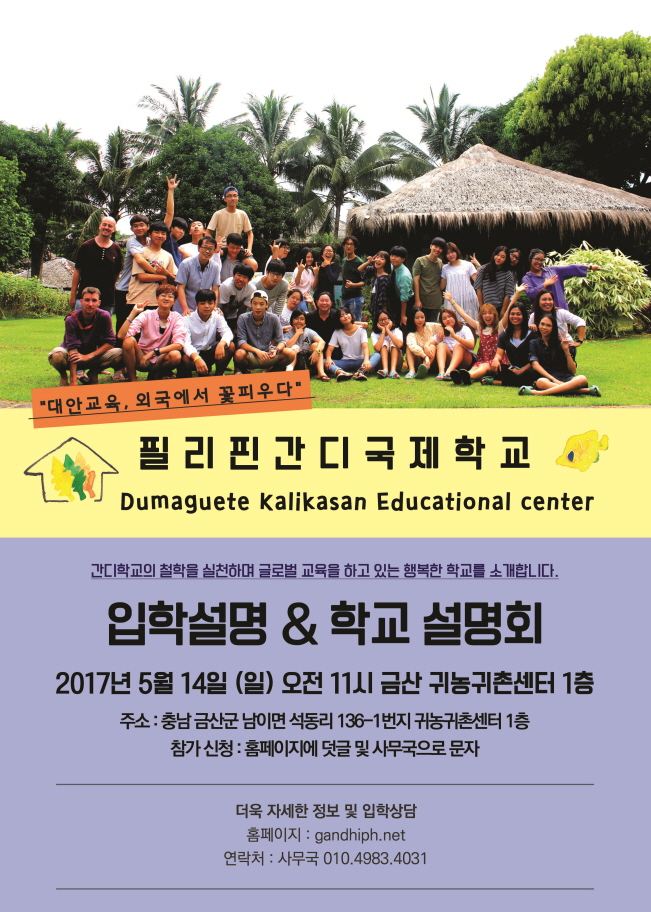 "대안교육, 외국에서 꽃피우다"
필리핀간디국제학교
Dumaguete Kalikasan Educational center
간디학교의 철학을 실천하며 글로벌 교육을 하고 있는 행복한 학교를 소개합니다.
입학설명 & 학교 설명회
2017년 5월 14일 (일) 오전 11시 금산 귀농귀촌센터 1층
주소 : 충남 금산군 남이면 석동리 136-1번지 귀농귀촌센터 1층
참가 신청 : 홈페이지에 덧글 및 사무국으로 문자
더욱 자세한 정보 및 입학상담
홈페이지 : gandhiph.net
연락처 : 사무국 010.4983.4031